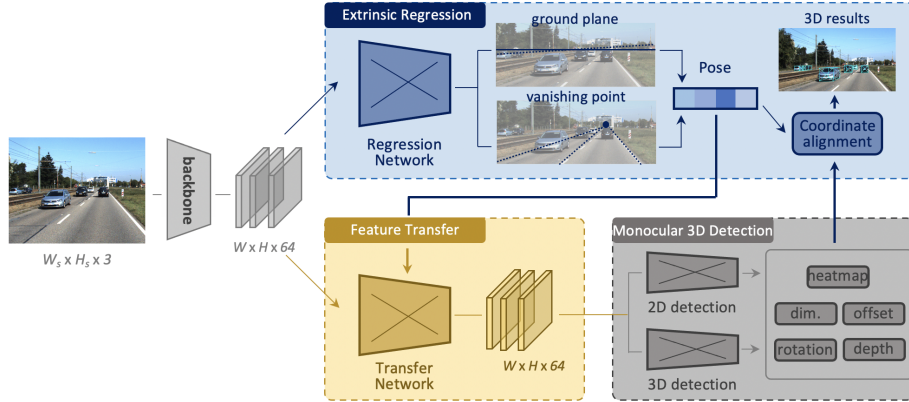 Extrinsic Regression
ground plane
3D results
Pose
vanishing point
Regression
Network
Coordinate
alignment
backbone
W x H x 64
Ws x Hs x 3
Feature Transfer
Monocular 3D Detection
heatmap
2D detection
dim.
offset
rotation
depth
3D detection
Transfer
Network
W x H x 64